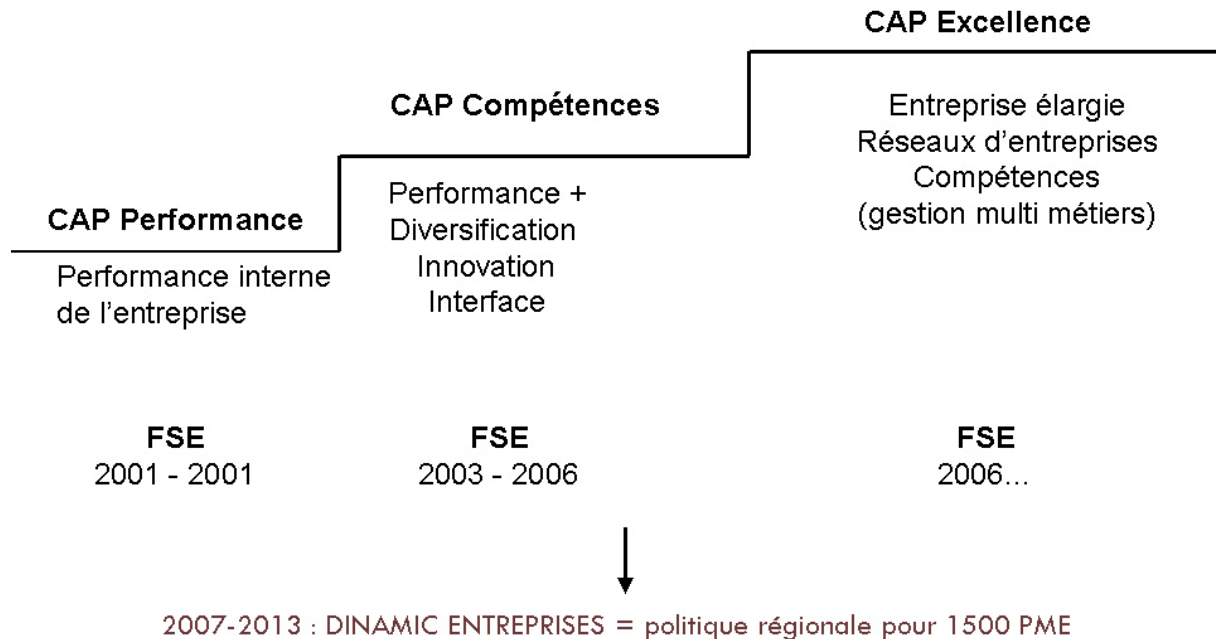 CAP Excellence
CAP Compétences
Entreprise élargie
Réseaux d'entreprises
Compétences
(gestion multi métiers)
Performance +
Diversification
Innovation
Interface
CAP Performance
Performance interne
de l'entreprise
FSE
2001 - 2001
FSE
2003 - 2006
FSE
2006...
2007-2013 : DINAMIC ENTREPRISES = politique régionale pour 1500 PME